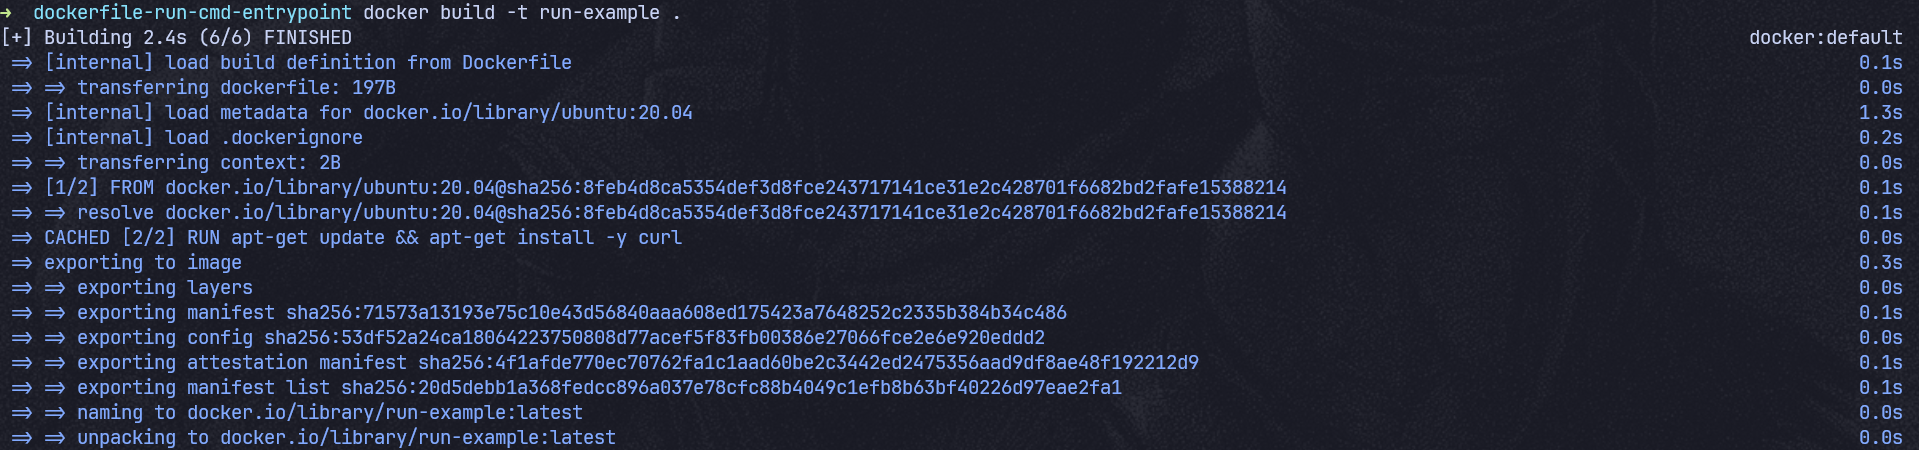 → dockerfile-run-cmd-entrypoint docker build -t run-example .
[+] Building 2.4s (6/6) FINISHED docker:default
=> [internal] load build definition from Dockerfile 0.1s
=> => transferring dockerfile: 197B 0.0s
=> [internal] load metadata for docker.io/library/ubuntu:20.04 1.3s
=> [internal] load .dockerignore 0.2s
=> => transferring context: 2B 0.0s
=> [1/2] FROM docker.io/library/ubuntu:20.04@sha256:8feb4d8ca5354def3d8fce243717141ce31e2c428701f6682bd2fafe15388214 0.1s
=> => resolve docker.io/library/ubuntu:20.04@sha256:8feb4d8ca5354def3d8fce243717141ce31e2c428701f6682bd2fafe15388214 0.1s
=> CACHED [2/2] RUN apt-get update && apt-get install -y curl 0.0s
=> exporting to image 0.3s
=> => exporting layers 0.0s
=> => exporting manifest sha256:71573a13193e75c10e43d56840aaa608ed175423a7648252c2335b384b34c486 0.1s
=> => exporting config sha256:53df52a24ca18064223750808d77acef5f83fb00386e27066fce2e6e920eddd2 0.0s
=> => exporting attestation manifest sha256:4f1afde770ec70762fa1c1aad60be2c3442ed2475356aad9df8ae48f192212d9 0.1s
=> => exporting manifest list sha256:20d5debb1a368fedcc896a037e78cfc88b4049c1efb8b63bf40226d97eae2fa1 0.1s
=> => naming to docker.io/library/run-example:latest 0.0s
=> => unpacking to docker.io/library/run-example:latest 0.0s